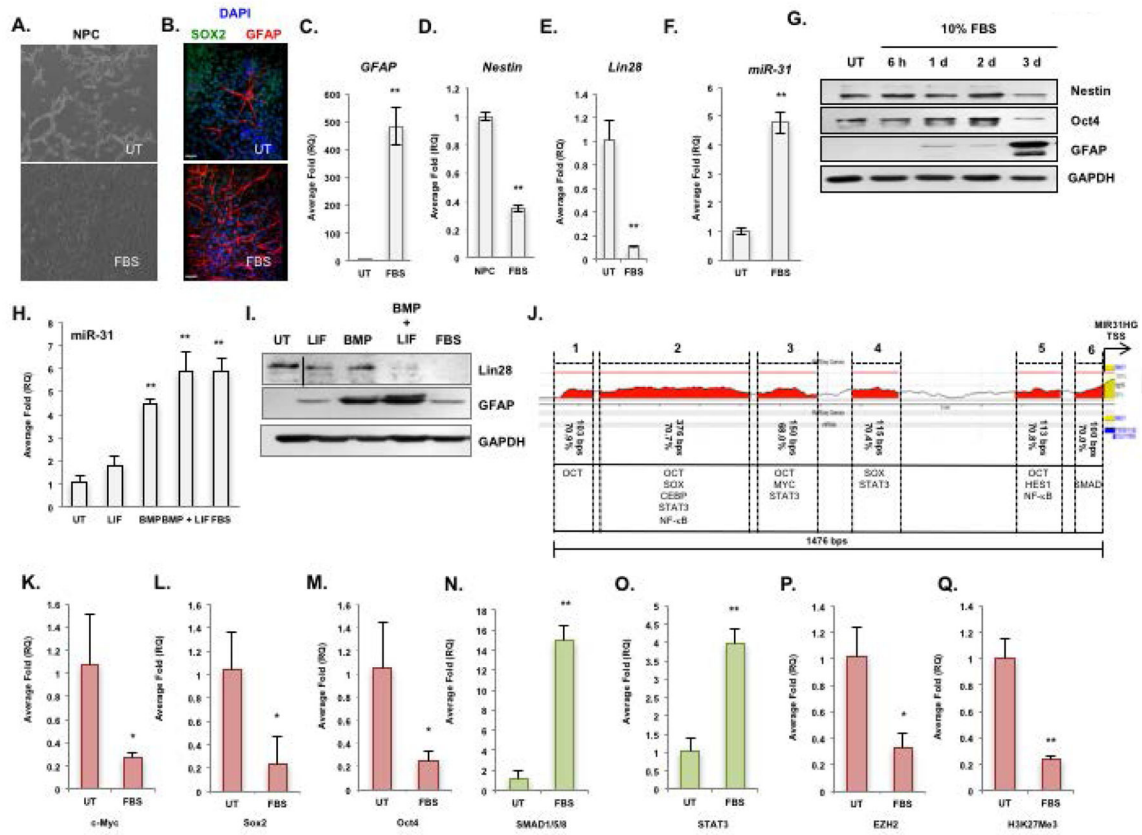 A.
NPC
UT
FBS
B.
DAPI
SOX2 GFAP
UT
FBS
C.
GFAP
Average Fold (RQ)
600
500
400
300
200
100
0
**
UT FBS
D.
Nestin
Average Fold (RQ)
1.2
1
0.8
0.6
0.4
0.2
0
**
NPC FBS
E.
Lin28
Average Fold (RQ)
1.4
1.2
1
0.8
0.6
0.4
0.2
0
**
UT FBS
F.
miR-31
Average Fold (RQ)
6
5
4
3
2
1
0
**
UT FBS
G.
10% FBS
UT 6 h 1 d 2 d 3 d
Nestin
Oct4
GFAP
GAPDH
H.
miR-31
Average Fold (RQ)
8
7
6
5
4
3
2
1
0
** ** **
UT LIF BMP BMP + LIF FBS
I.
BMP
+
UT LIF BMP LIF FBS
Lin28
GFAP
GAPDH
J.
MIR31HG
TSS
1 2 3 4 5 6
103 bps
70.9%
376 bps
70.7%
150 bps
68.0%
115 bps
70.4%
113 bps
70.8%
100 bps
70.0%
OCT
OCT
SOX
CEBP
STAT3
NF-κB
OCT
MYC
STAT3
SOX
STAT3
OCT
HES1
NF-κB
SMAD
1476 bps
K.
Average Fold (RQ)
1.6
1.4
1.2
1
0.8
0.6
0.4
0.2
0
*
UT FBS
c-Myc
L.
Average Fold (RQ)
1.6
1.4
1.2
1
0.8
0.6
0.4
0.2
0
*
UT FBS
Sox2
M.
Average Fold (RQ)
1.6
1.4
1.2
1
0.8
0.6
0.4
0.2
0
*
UT FBS
Oct4
N.
Average Fold (RQ)
18
16
14
12
10
8
6
4
2
0
**
UT FBS
SMAD1/5/8
O.
Average Fold (RQ)
5
4.5
4
3.5
3
2.5
2
1.5
1
0.5
0
**
UT FBS
STAT3
P.
Average Fold (RQ)
1.4
1.2
1
0.8
0.6
0.4
0.2
0
*
UT FBS
EZH2
Q.
Average Fold (RQ)
1.4
1.2
1
0.8
0.6
0.4
0.2
0
**
UT FBS
H3K27Me3